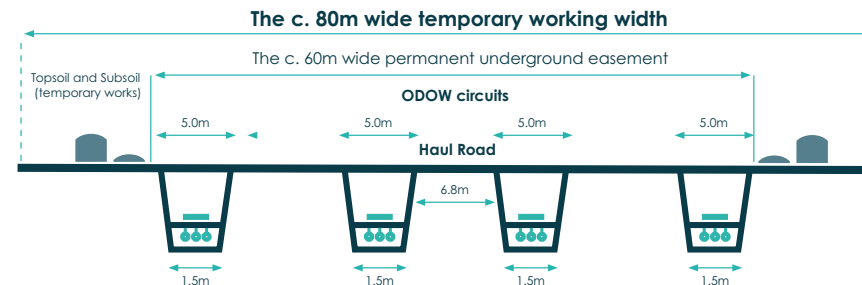 The c. 80m wide temporary working width
The c. 60m wide permanent underground easement
Topsoil and Subsoil
(temporary works)
ODOW circuits
5.0m
5.0m
5.0m
5.0m
Haul Road
6.8m
1.5m
1.5m
1.5m
1.5m